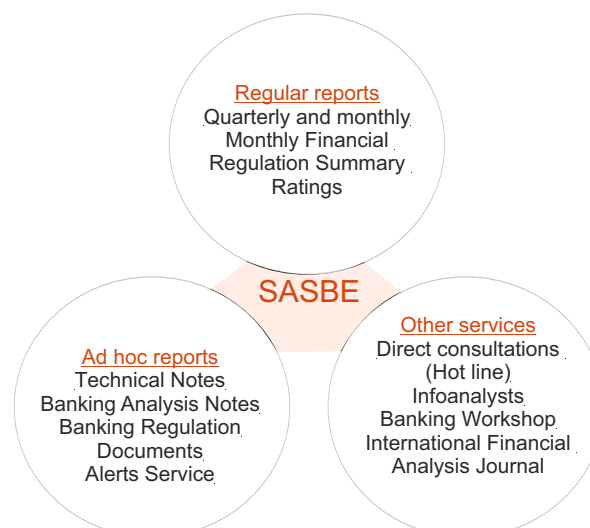 Regular reports
Quarterly and monthly
Monthly Financial
Regulation Summary
Ratings
SASBE
Ad hoc reports
Technical Notes
Banking Analysis Notes
Banking Regulation
Documents
Alerts Service
Other services
Direct consultations
(Hot line)
Infoanalysts
Banking Workshop
International Financial
Analysis Journal